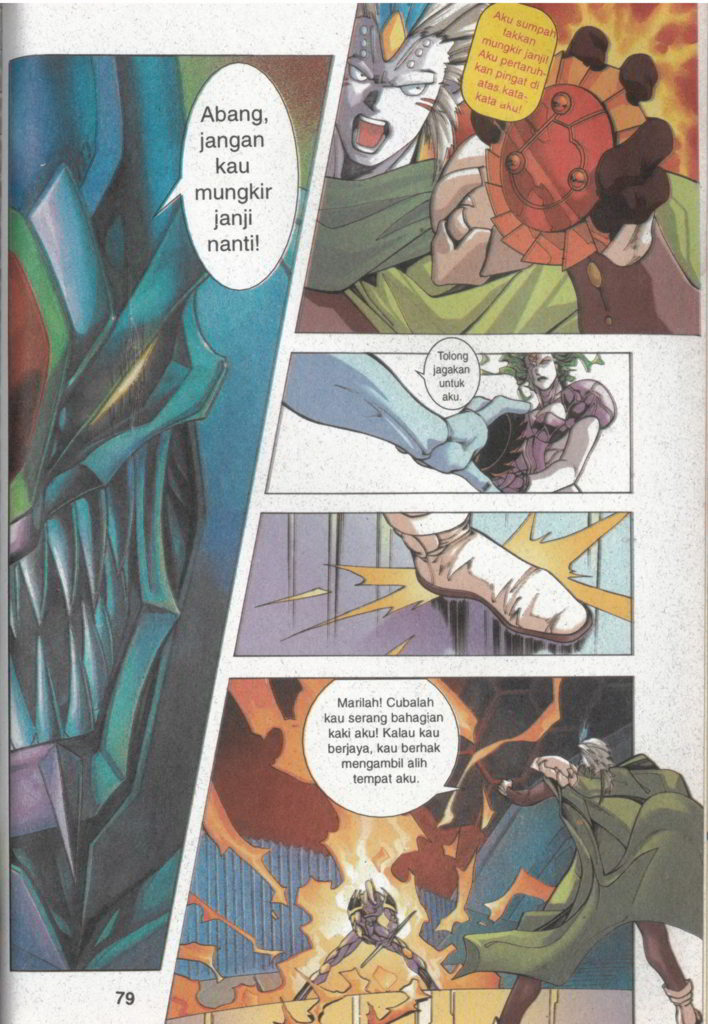 Abang,
jangan
kau
mungkir
janji
nanti!
Aku sumpah
takkan
mungkir janji!
Aku pertaruh-
kan pingat di
atas kata-
kata aku!
Tolong
jagakan
untuk
aku.
Marilah! Cubalah
kau serang bahagian
kaki aku! Kalau kau
berjaya, kau berhak
mengambil alih
tempat aku.
79